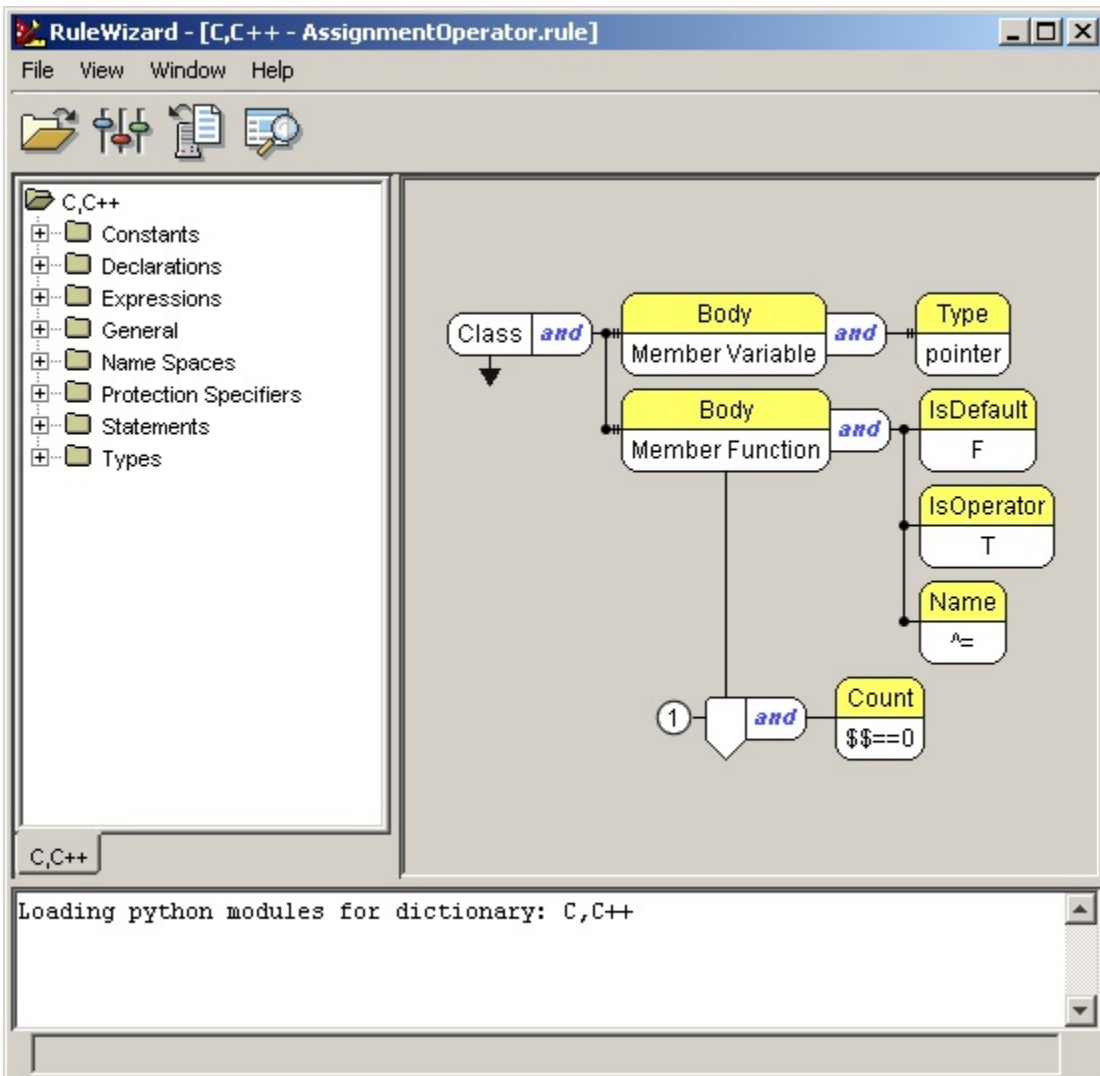 RuleWizard - [C,C++ - AssignmentOperator.rule]
File View Window Help
C,C++
Constants
Declarations
Expressions
General
Name Spaces
Protection Specifiers
Statements
Types
C,C++
Class and
Body
Member Variable
and
Type
pointer
Body
Member Function
and
IsDefault
F
IsOperator
T
Name
^=
1
and
Count
$$==0
Loading python modules for dictionary: C,C++